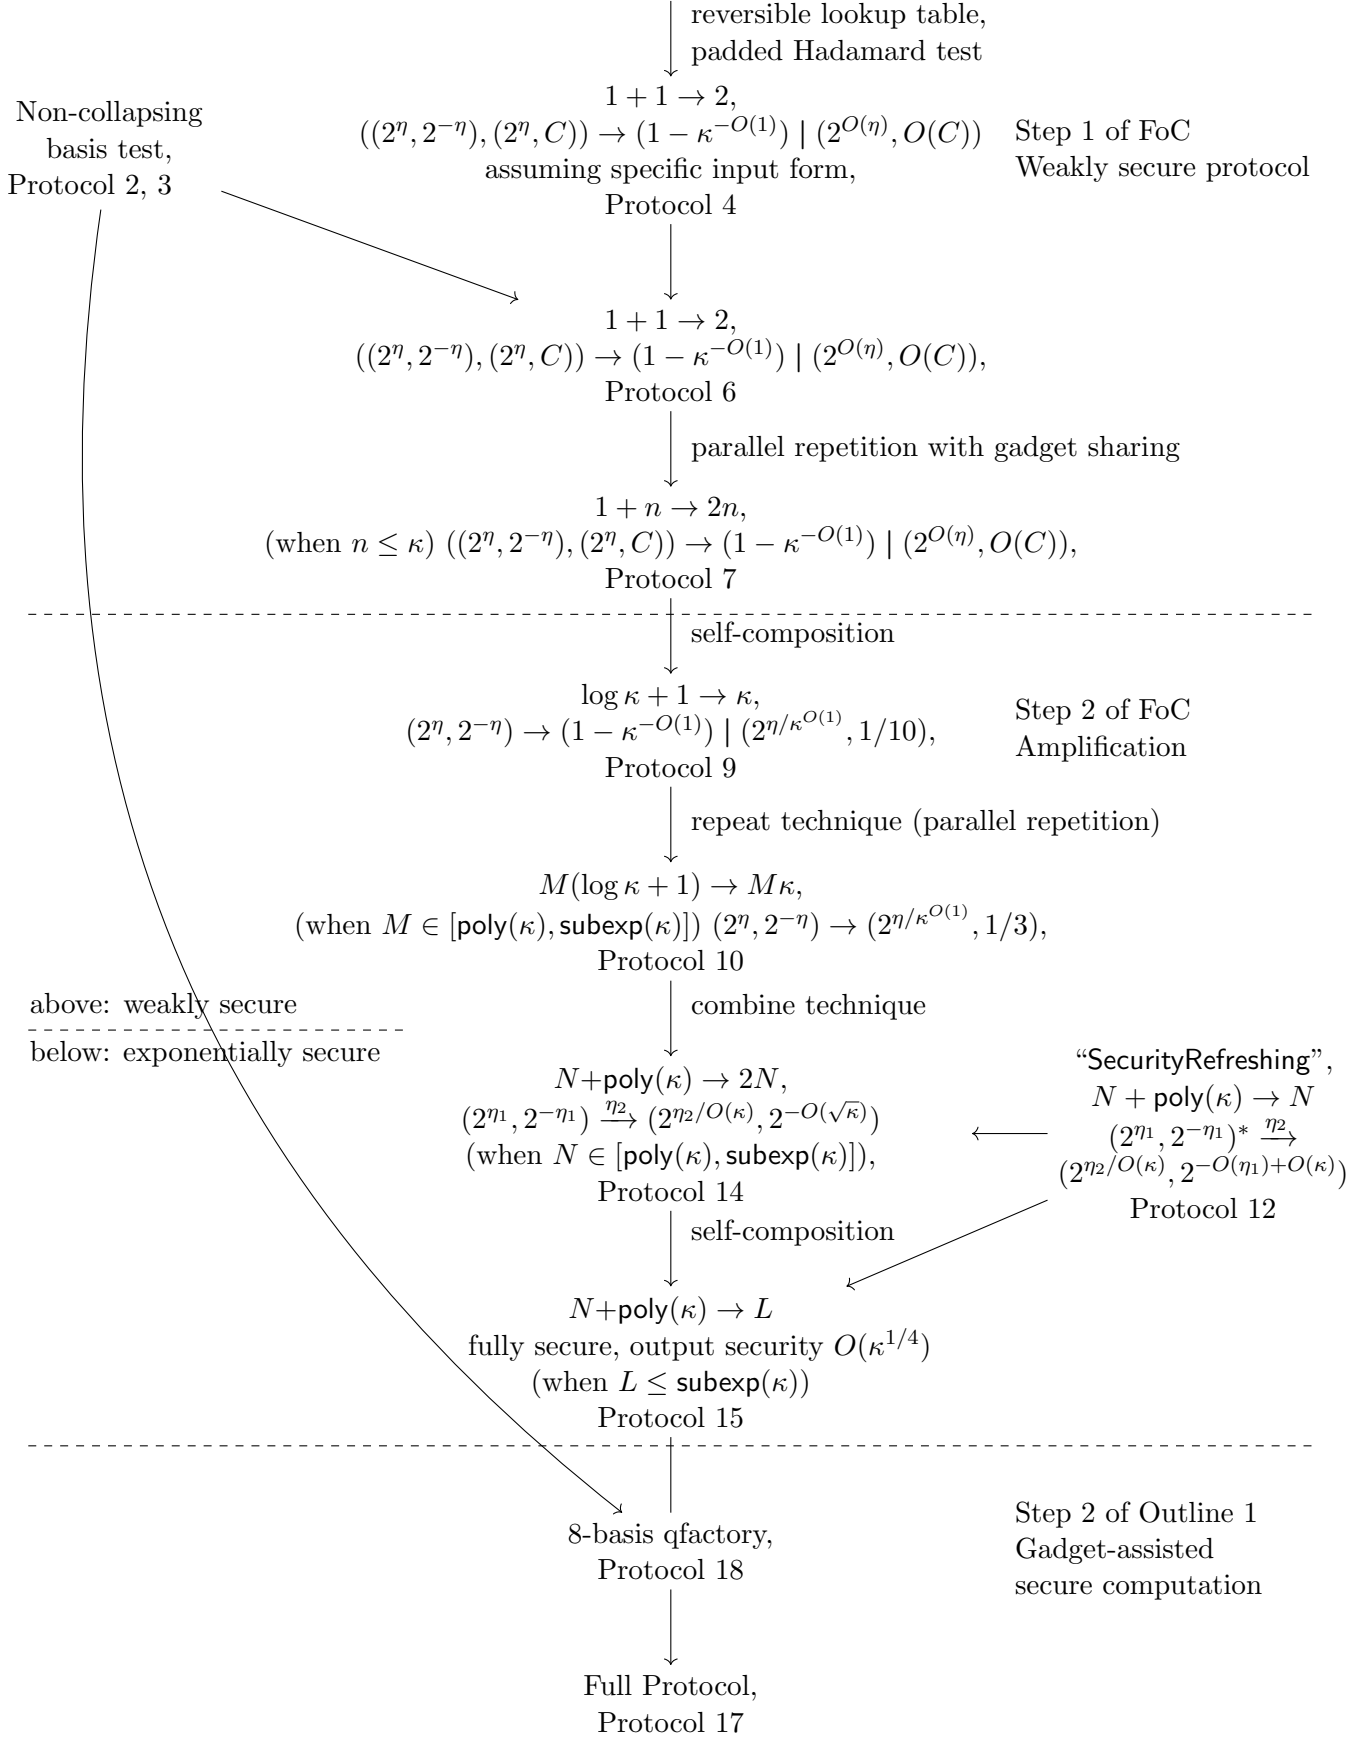 reversible lookup table,
padded Hadamard test
Non-collapsing
basis test,
Protocol 2, 3
1 + 1 → 2,
((2^η, 2^{−η}), (2^η, C)) → (1 − κ^{−O(1)}) | (2^{O(η)}, O(C))
assuming specific input form,
Protocol 4
Step 1 of FoC
Weakly secure protocol
1 + 1 → 2,
((2^η, 2^{−η}), (2^η, C)) → (1 − κ^{−O(1)}) | (2^{O(η)}, O(C)),
Protocol 6
parallel repetition with gadget sharing
1 + n → 2n,
(when n ≤ κ) ((2^η, 2^{−η}), (2^η, C)) → (1 − κ^{−O(1)}) | (2^{O(η)}, O(C)),
Protocol 7
self-composition
log κ + 1 → κ,
(2^η, 2^{−η}) → (1 − κ^{−O(1)}) | (2^{η/κ^{O(1)}}, 1/10),
Protocol 9
Step 2 of FoC
Amplification
repeat technique (parallel repetition)
M(log κ + 1) → Mκ,
(when M ∈ [poly(κ), subexp(κ)]) (2^η, 2^{−η}) → (2^{η/κ^{O(1)}}, 1/3),
Protocol 10
above: weakly secure
below: exponentially secure
combine technique
N+poly(κ) → 2N,
(2^{η_1}, 2^{−η_1}) \xrightarrow{η_2} (2^{η_2/O(κ)}, 2^{−O(√κ)})
(when N ∈ [poly(κ), subexp(κ)]),
Protocol 14
“SecurityRefreshing”,
N + poly(κ) → N
(2^{η_1}, 2^{−η_1})* \xrightarrow{η_2}
(2^{η_2/O(κ)}, 2^{−O(η_1)+O(κ)})
Protocol 12
self-composition
N+poly(κ) → L
fully secure, output security O(κ^{1/4})
(when L ≤ subexp(κ))
Protocol 15
8-basis qfactory,
Protocol 18
Step 2 of Outline 1
Gadget-assisted
secure computation
Full Protocol,
Protocol 17